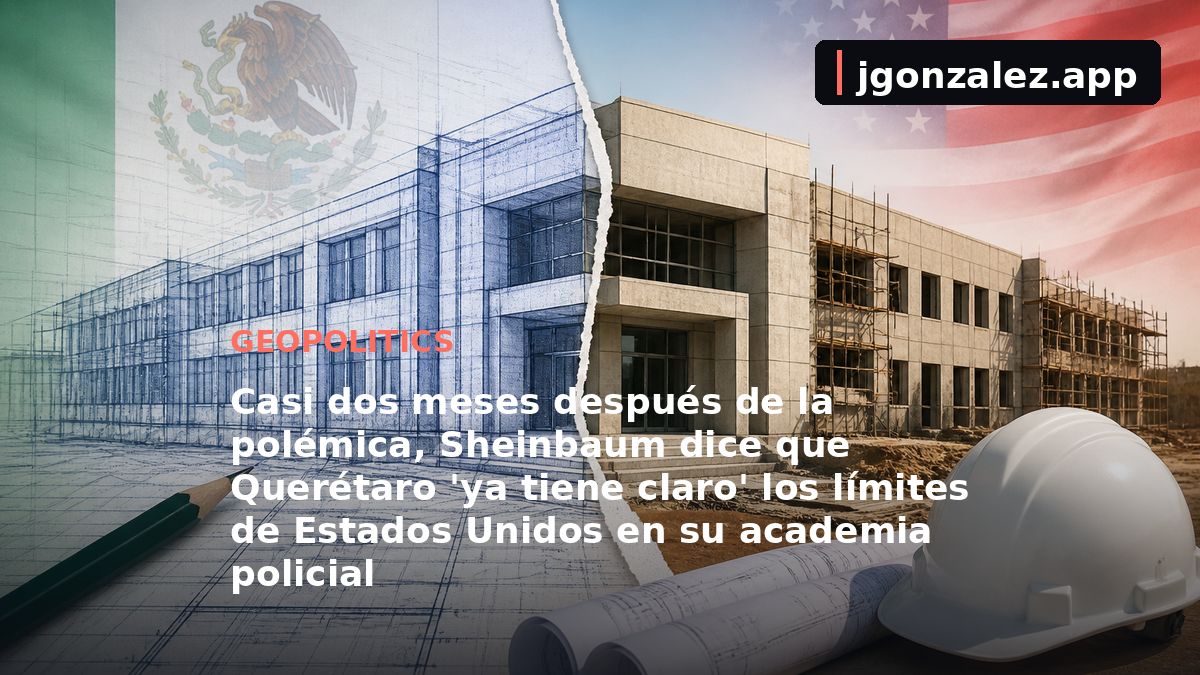 jgonzalez.app
GEOPOLITICS
Casi dos meses después de la
polémica, Sheinbaum dice que
Querétaro 'ya tiene claro' los límites
de Estados Unidos en su academia
policial